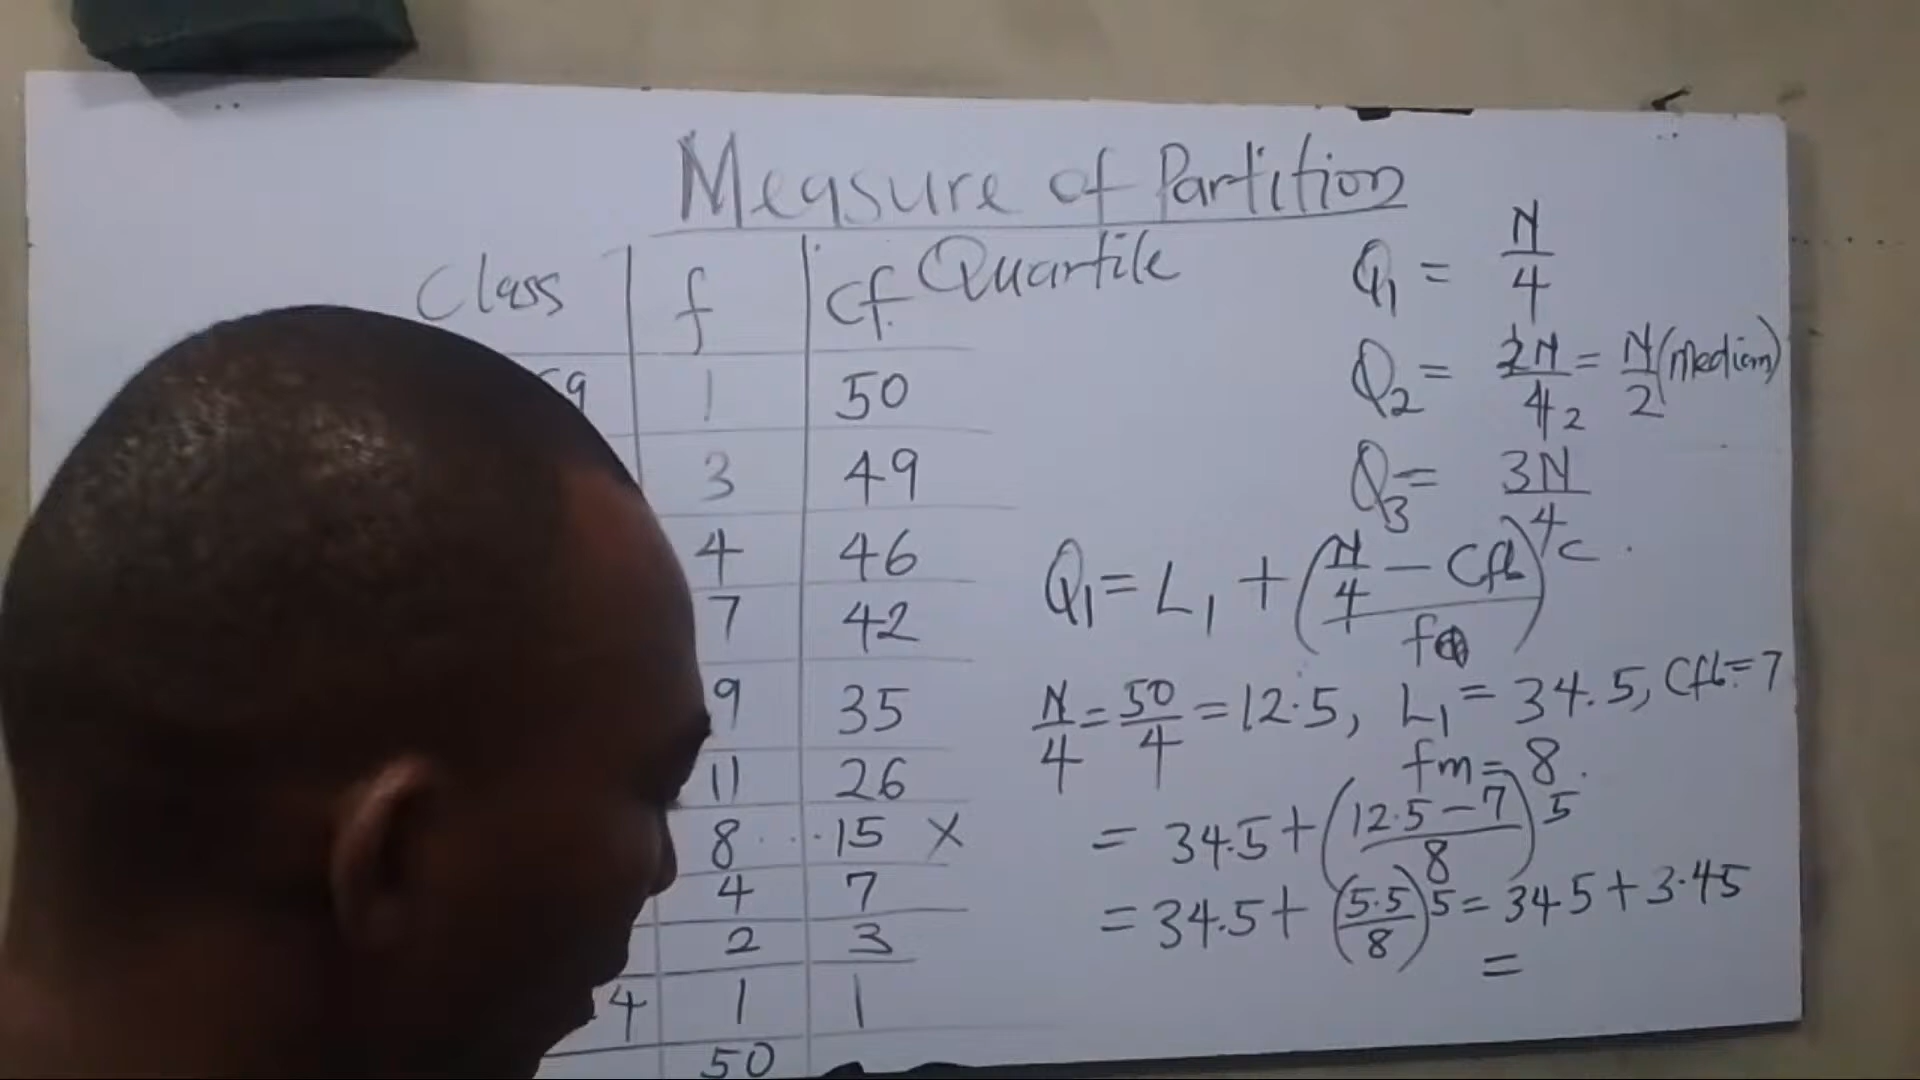 Measure of Partition
Quartile
Class | f | cf
59 | 1 | 50
3 | 49
4 | 46
7 | 42
9 | 35
11 | 26
8 ... 15 X
4 | 7
2 | 3
4 | 1 | 1
50
Q1 = N/4
Q2 = 2N/4 2 = N/2 (median)
Q3 = 3N/4
Q1 = L1 + (N/4 - Cfb / f) c
N/4 = 50/4 = 12.5, L1 = 34.5, Cfb = 7
fm = 8.
= 34.5 + (12.5 - 7 / 8) 5
= 34.5 + (5.5 / 8) 5 = 34.5 + 3.45
=